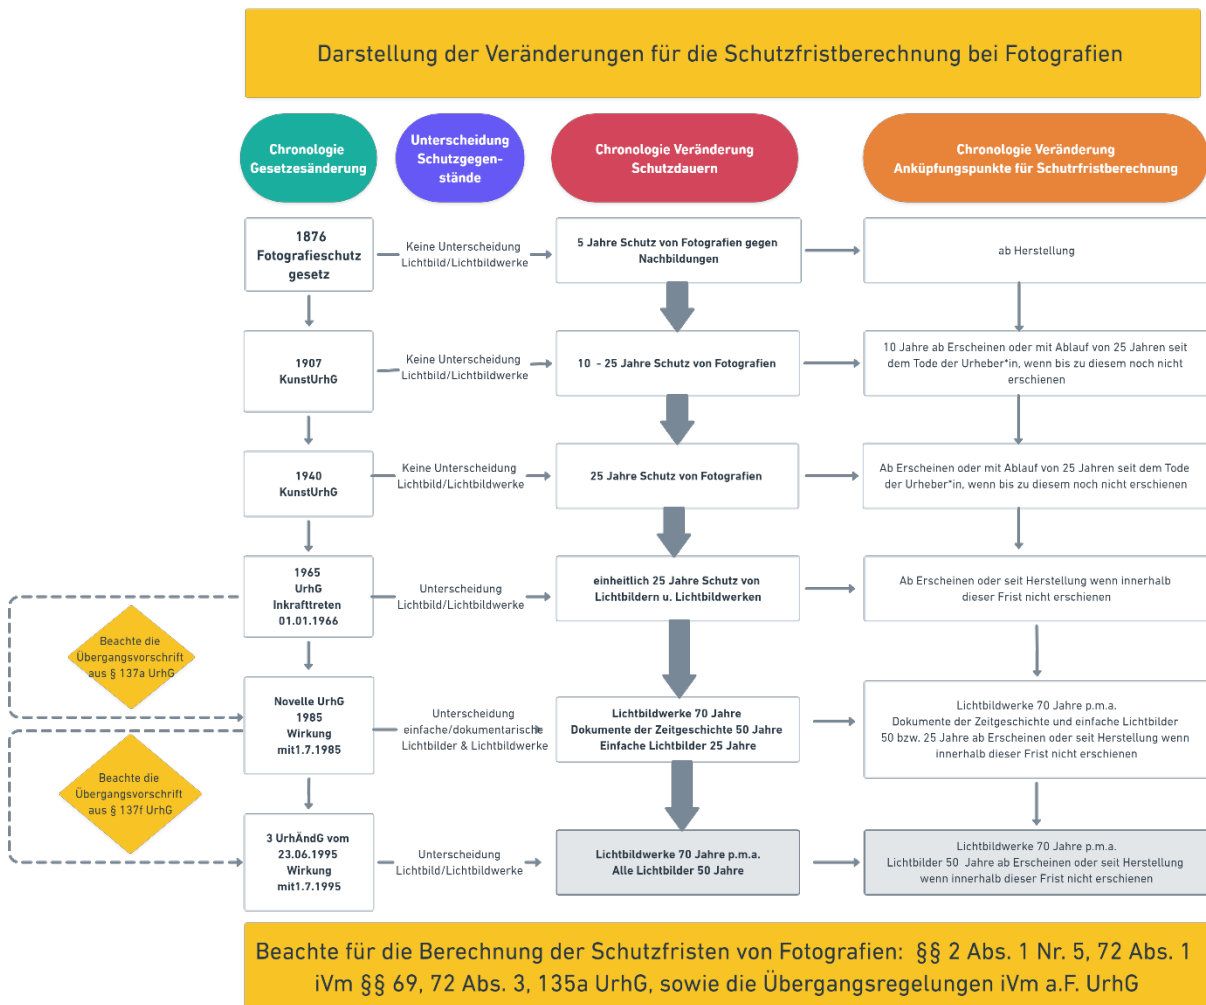 Darstellung der Veränderungen für die Schutzfristberechnung bei Fotografien
Chronologie
Gesetzesänderung
Unterscheidung
Schutzgegen-
stände
Chronologie Veränderung
Schutzdauern
Chronologie Veränderung
Anküpfungspunkte für Schutrfristberechnung
1876
Fotografieschutz
gesetz
Keine Unterscheidung
Lichtbild/Lichtbildwerke
5 Jahre Schutz von Fotografien gegen
Nachbildungen
ab Herstellung
1907
KunstUrhG
Keine Unterscheidung
Lichtbild/Lichtbildwerke
10 - 25 Jahre Schutz von Fotografien
10 Jahre ab Erscheinen oder mit Ablauf von 25 Jahren seit
dem Tode der Urheber*in, wenn bis zu diesem noch nicht
erschienen
1940
KunstUrhG
Keine Unterscheidung
Lichtbild/Lichtbildwerke
25 Jahre Schutz von Fotografien
Ab Erscheinen oder mit Ablauf von 25 Jahren seit dem Tode
der Urheber*in, wenn bis zu diesem noch nicht erschienen
1965
UrhG
Inkrafttreten
01.01.1966
Unterscheidung
Lichtbild/Lichtbildwerke
einheitlich 25 Jahre Schutz von
Lichtbildern u. Lichtbildwerken
Ab Erscheinen oder seit Herstellung wenn innerhalb
dieser Frist nicht erschienen
Beachte die
Übergangsvorschrift
aus § 137a UrhG
Novelle UrhG
1985
Wirkung
mit1.7.1985
Unterscheidung
einfache/dokumentarische
Lichtbilder & Lichtbildwerke
Lichtbildwerke 70 Jahre
Dokumente der Zeitgeschichte 50 Jahre
Einfache Lichtbilder 25 Jahre
Lichtbildwerke 70 Jahre p.m.a.
Dokumente der Zeitgeschichte und einfache Lichtbilder
50 bzw. 25 Jahre ab Erscheinen oder seit Herstellung wenn
innerhalb dieser Frist nicht erschienen
Beachte die
Übergangsvorschrift
aus § 137f UrhG
3 UrhÄndG vom
23.06.1995
Wirkung
mit1.7.1995
Unterscheidung
Lichtbild/Lichtbildwerke
Lichtbildwerke 70 Jahre p.m.a.
Alle Lichtbilder 50 Jahre
Lichtbildwerke 70 Jahre p.m.a.
Lichtbilder 50 Jahre ab Erscheinen oder seit Herstellung
wenn innerhalb dieser Frist nicht erschienen
Beachte für die Berechnung der Schutzfristen von Fotografien: §§ 2 Abs. 1 Nr. 5, 72 Abs. 1
iVm §§ 69, 72 Abs. 3, 135a UrhG, sowie die Übergangsregelungen iVm a.F. UrhG